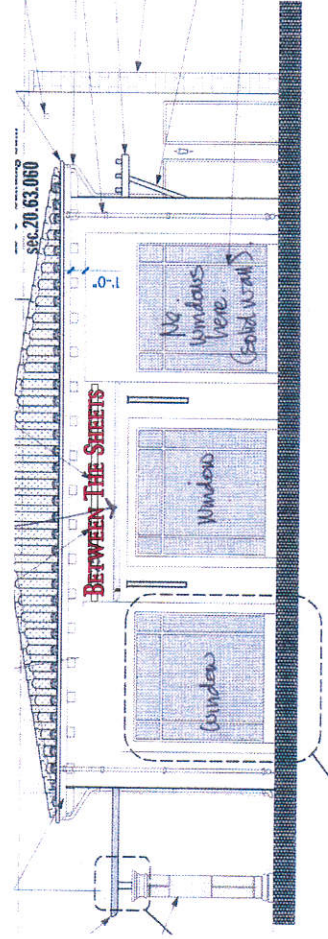 sec.20.63.060
1'-0"
BETWEEN THE SHEETS
Window
Window
No
windows
here.
(solid wall).